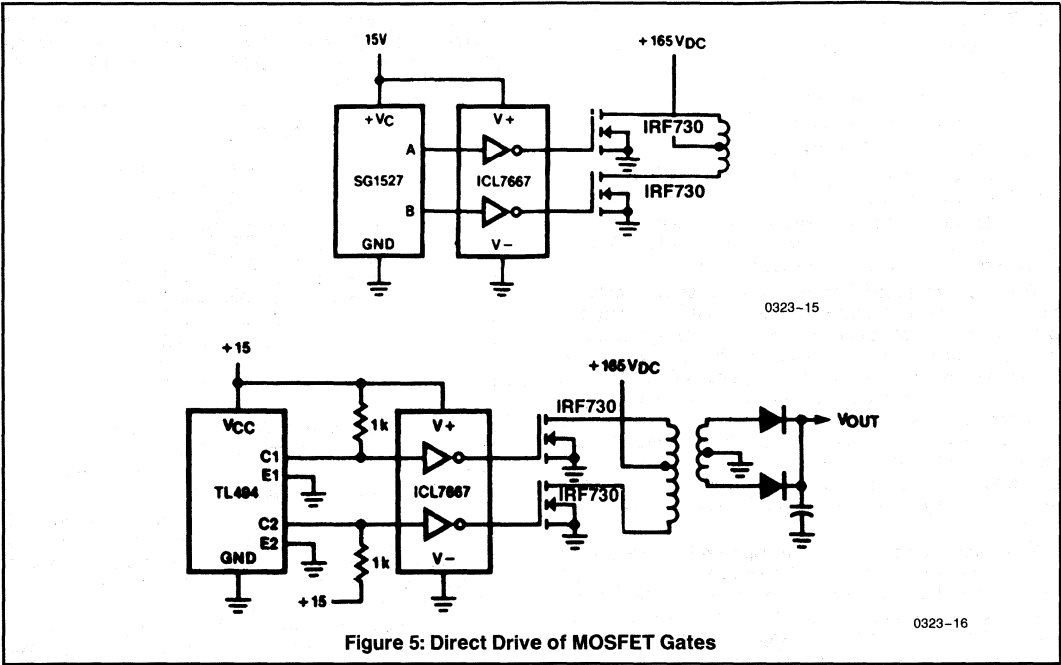 15V
+165VDC
+VC
V+
IRF730
A
SG1527
ICL7667
B
IRF730
GND
V-
0323-15
+15
+165VDC
IRF730
VCC
1k
V+
VOUT
C1
E1
TL494
ICL7667
IRF730
C2
E2
GND
1k
V-
+15
0323-16
Figure 5: Direct Drive of MOSFET Gates